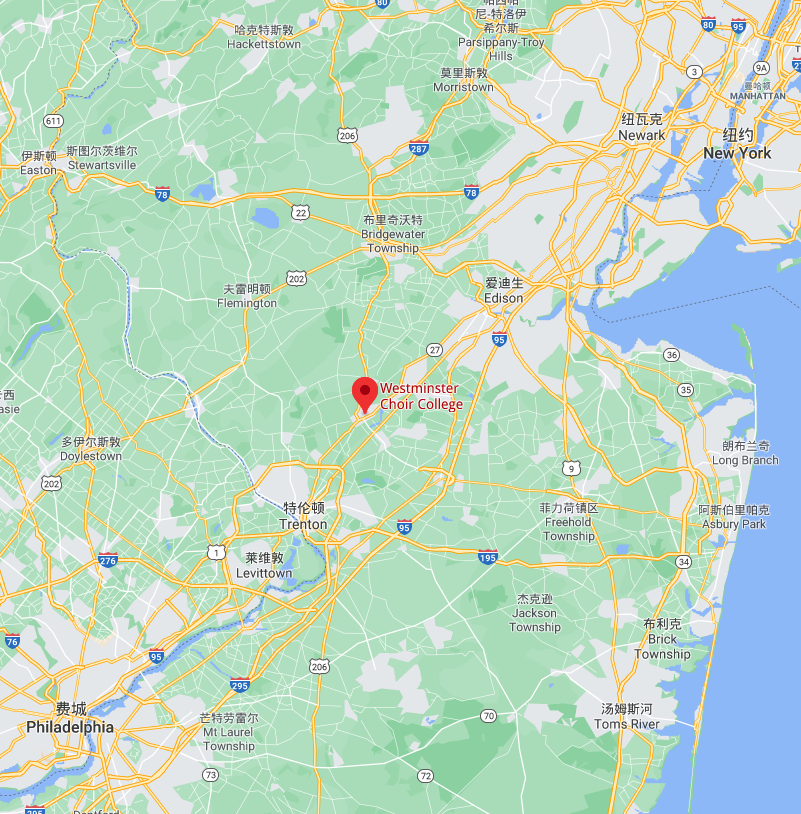 80
哈克特斯敦
Hackettstown
尼-特洛伊
希尔斯
Parsippany-Troy
Hills
80
95
3
9A
曼哈顿
MANHATTAN
莫里斯敦
Morristown
611
206
287
纽瓦克
Newark
纽约
New York
伊斯顿
Easton
斯图尔茨维尔
Stewartsville
78
78
22
布里奇沃特
Bridgewater
Township
202
夫雷明顿
Flemington
爱迪生
Edison
95
27
36
35
Westminster
Choir College
多伊尔斯敦
Doylestown
202
朗布兰奇
Long Branch
9
特伦顿
Trenton
95
菲力荷镇区
Freehold
Township
阿斯伯里帕克
Asbury Park
276
1
莱维敦
Levittown
195
34
杰克逊
Jackson
Township
布利克
Brick
Township
76
95
206
295
费城
Philadelphia
芒特劳雷尔
Mt Laurel
Township
70
汤姆斯河
Toms River
73
72
295